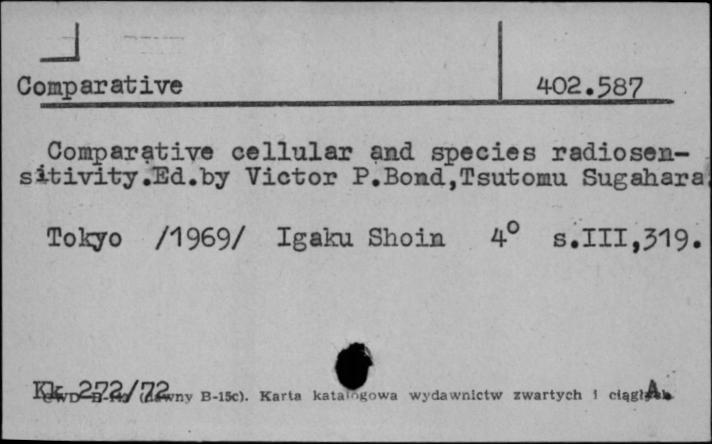 Comparative
402.587
Comparative cellular and species radiosen-
sitivity.Ed.by Victor P.Bond,Tsutomu Sugahara.
Tokyo /1969/ Igaku Shoin 4° s.III,319.
Kk 272/72 A
(dawny B-15c). Karta katalogowa wydawnictw zwartych i ciągłych